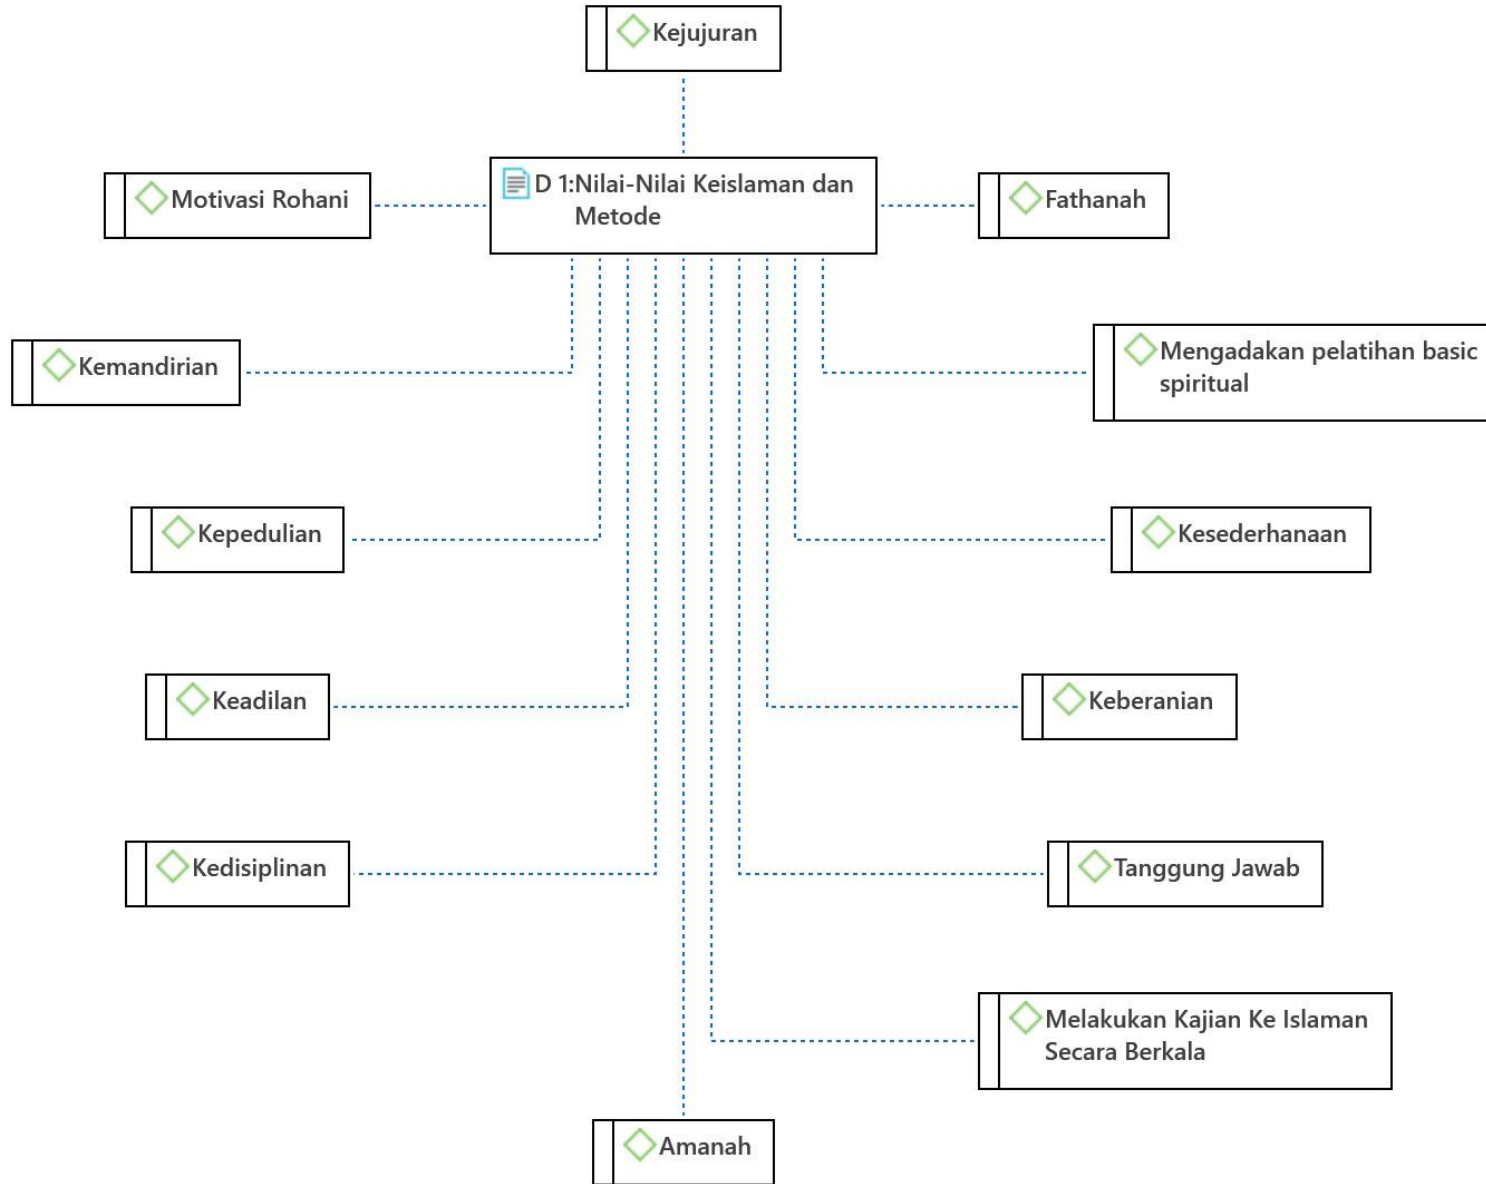 Kejujuran
Motivasi Rohani
D 1:Nilai-Nilai Keislaman dan
Metode
Fathanah
Kemandirian
Mengadakan pelatihan basic
spiritual
Kepedulian
Kesederhanaan
Keadilan
Keberanian
Kedisiplinan
Tanggung Jawab
Melakukan Kajian Ke Islaman
Secara Berkala
Amanah